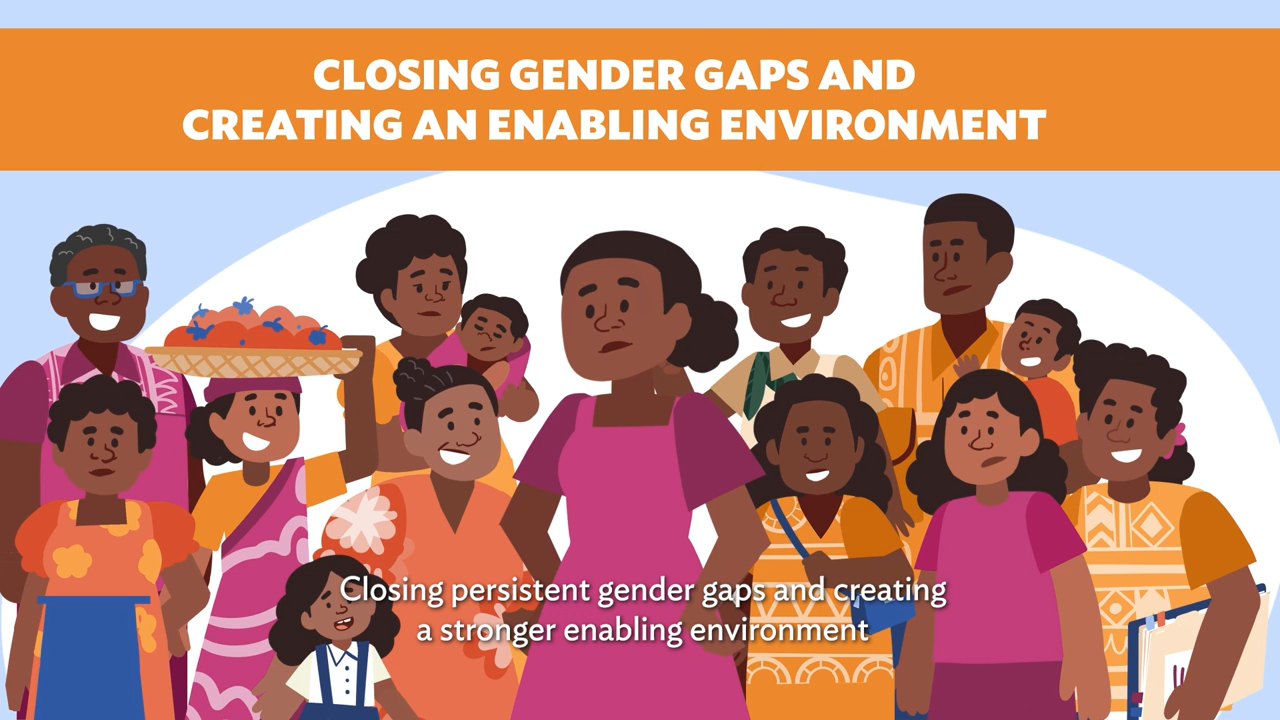 CLOSING GENDER GAPS AND
CREATING AN ENABLING ENVIRONMENT
Closing persistent gender gaps and creating
a stronger enabling environment